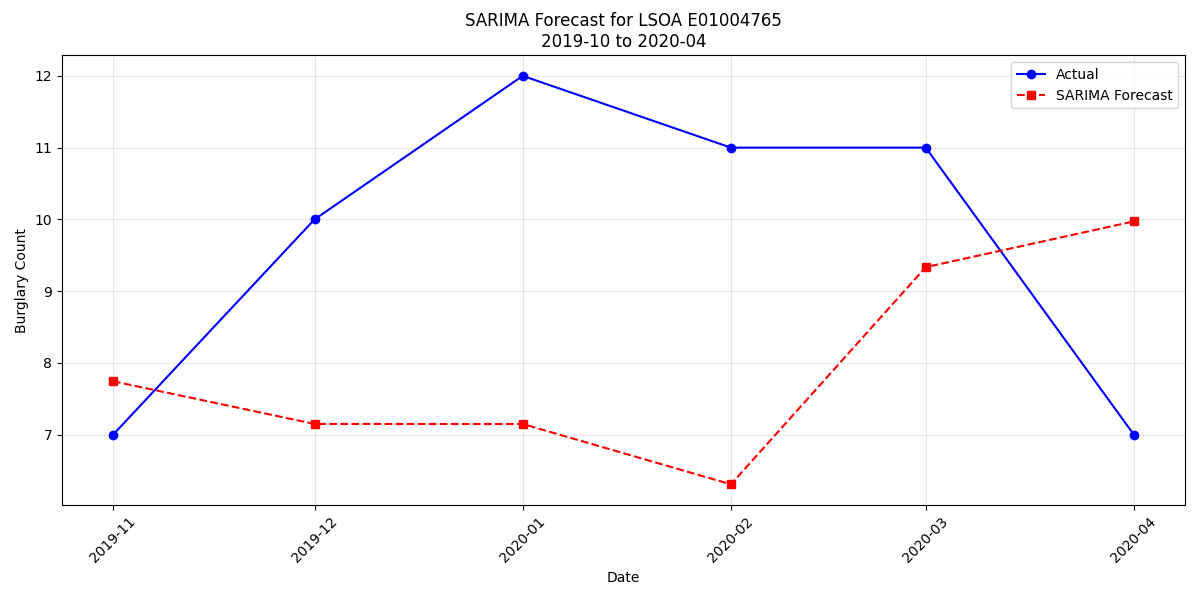 SARIMA Forecast for LSOA E01004765
2019-10 to 2020-04
Actual
SARIMA Forecast
Burglary Count
12
11
10
9
8
7
2019-11
2019-12
2020-01
2020-02
2020-03
2020-04
Date